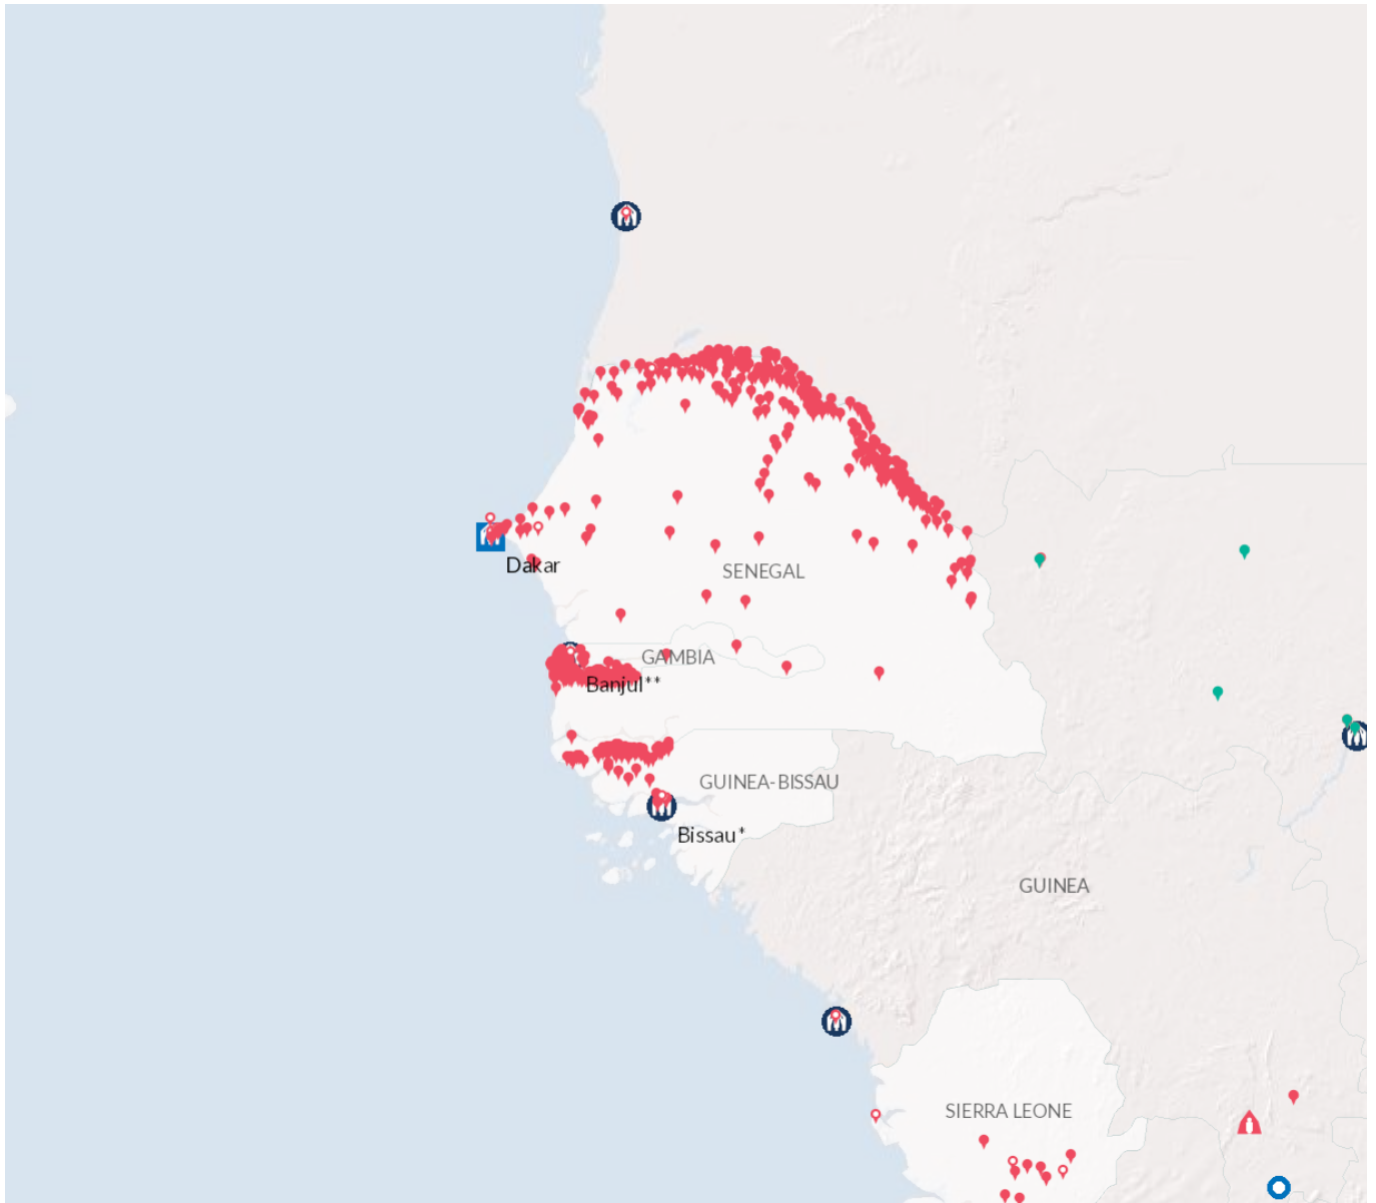 Dakar
SENEGAL
GAMBIA
Banjul**
GUINEA-BISSAU
Bissau*
GUINEA
SIERRA LEONE